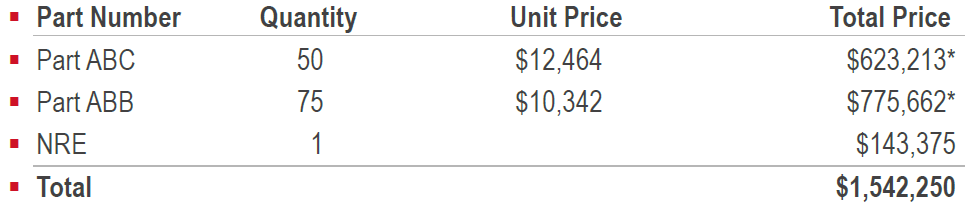 Part Number Quantity Unit Price Total Price
Part ABC 50 $12,464 $623,213*
Part ABB 75 $10,342 $775,662*
NRE 1 $143,375
Total $1,542,250